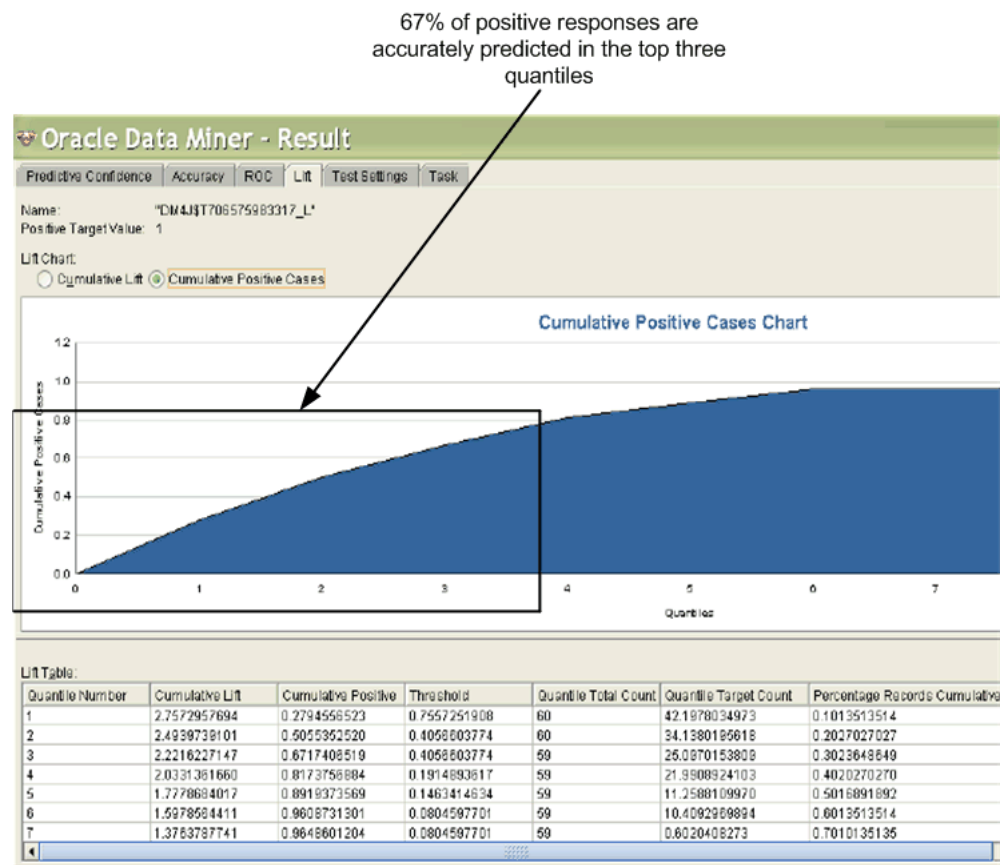 67% of positive responses are
accurately predicted in the top three
quantiles
Oracle Data Miner - Result
Predictive Confidence Accuracy ROC Lift Test Settings Task
Name: "DM4J$T706575983317_L"
Positive Target Value: 1
Lift Chart:
Cumulative Lift Cumulative Positive Cases
Cumulative Positive Cases Chart
1.2
1.0
0.8
0.6
0.4
0.2
0.0
Cumulative Positive Cases
0 1 2 3 4 5 6 7
Quantiles
Lift Table:
Quantile Number Cumulative Lift Cumulative Positive Threshold Quantile Total Count Quantile Target Count Percentage Records Cumulative
1 2.7572957694 0.2794556523 0.7557251908 60 42.1978034973 0.1013513514
2 2.4939739101 0.5055352520 0.4058603774 60 34.1380195618 0.2027027027
3 2.2216227147 0.6717406519 0.4058603774 59 25.0970153809 0.3023648649
4 2.0331361660 0.8173756884 0.1914893617 59 21.9908924103 0.4020270270
5 1.7778684017 0.8919373569 0.1463414634 59 11.2588109970 0.5016891892
6 1.5978564411 0.9608731301 0.0804597701 59 10.4092969894 0.6013513514
7 1.3763787741 0.9648601204 0.0804597701 59 0.6020408273 0.7010135135